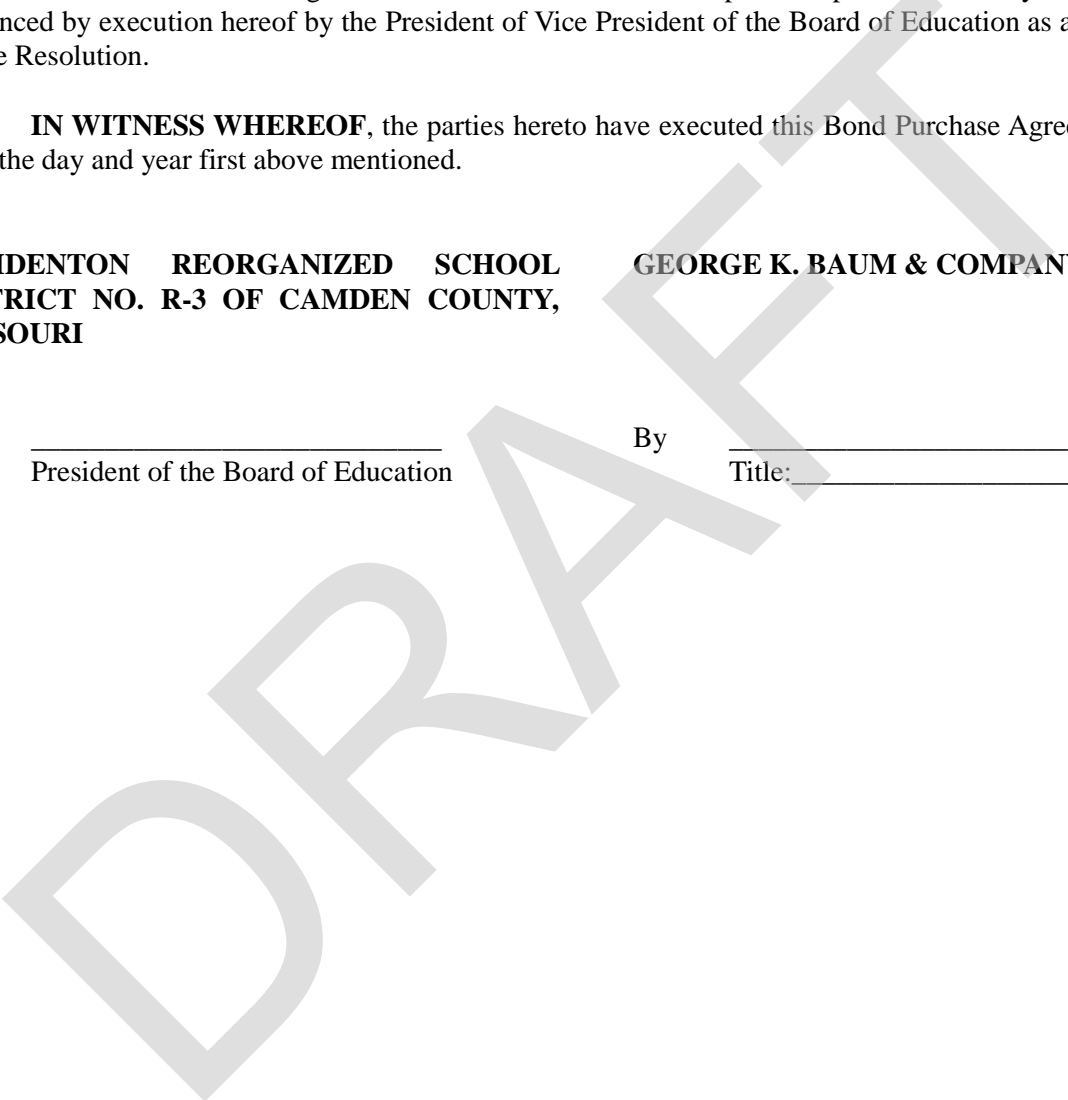 nced by execution hereof by the President of Vice President of the Board of Education as a
e Resolution.
IN WITNESS WHEREOF, the parties hereto have executed this Bond Purchase Agree
the day and year first above mentioned.
IDENTON REORGANIZED SCHOOL
TRICT NO. R-3 OF CAMDEN COUNTY,
SOURI
GEORGE K. BAUM & COMPANY
By
President of the Board of Education
Title:
DRAFT